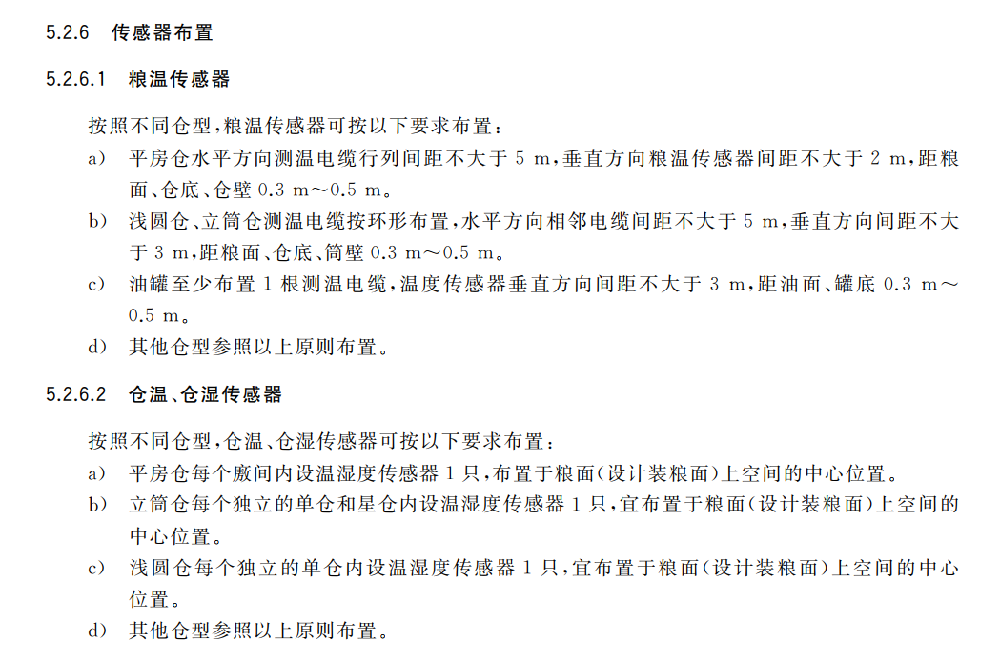 5.2.6 传感器布置
5.2.6.1 粮温传感器
按照不同仓型,粮温传感器可按以下要求布置:
a) 平房仓水平方向测温电缆行列间距不大于 5 m,垂直方向粮温传感器间距不大于 2 m,距粮
面、仓底、仓壁 0.3 m～0.5 m。
b) 浅圆仓、立筒仓测温电缆按环形布置,水平方向相邻电缆间距不大于 5 m,垂直方向间距不大
于 3 m,距粮面、仓底、筒壁 0.3 m～0.5 m。
c) 油罐至少布置 1 根测温电缆,温度传感器垂直方向间距不大于 3 m,距油面、罐底 0.3 m～
0.5 m。
d) 其他仓型参照以上原则布置。
5.2.6.2 仓温、仓湿传感器
按照不同仓型,仓温、仓湿传感器可按以下要求布置:
a) 平房仓每个廒间内设温湿度传感器 1 只,布置于粮面(设计装粮面)上空间的中心位置。
b) 立筒仓每个独立的单仓和星仓内设温湿度传感器 1 只,宜布置于粮面(设计装粮面)上空间的
中心位置。
c) 浅圆仓每个独立的单仓内设温湿度传感器 1 只,宜布置于粮面(设计装粮面)上空间的中心
位置。
d) 其他仓型参照以上原则布置。